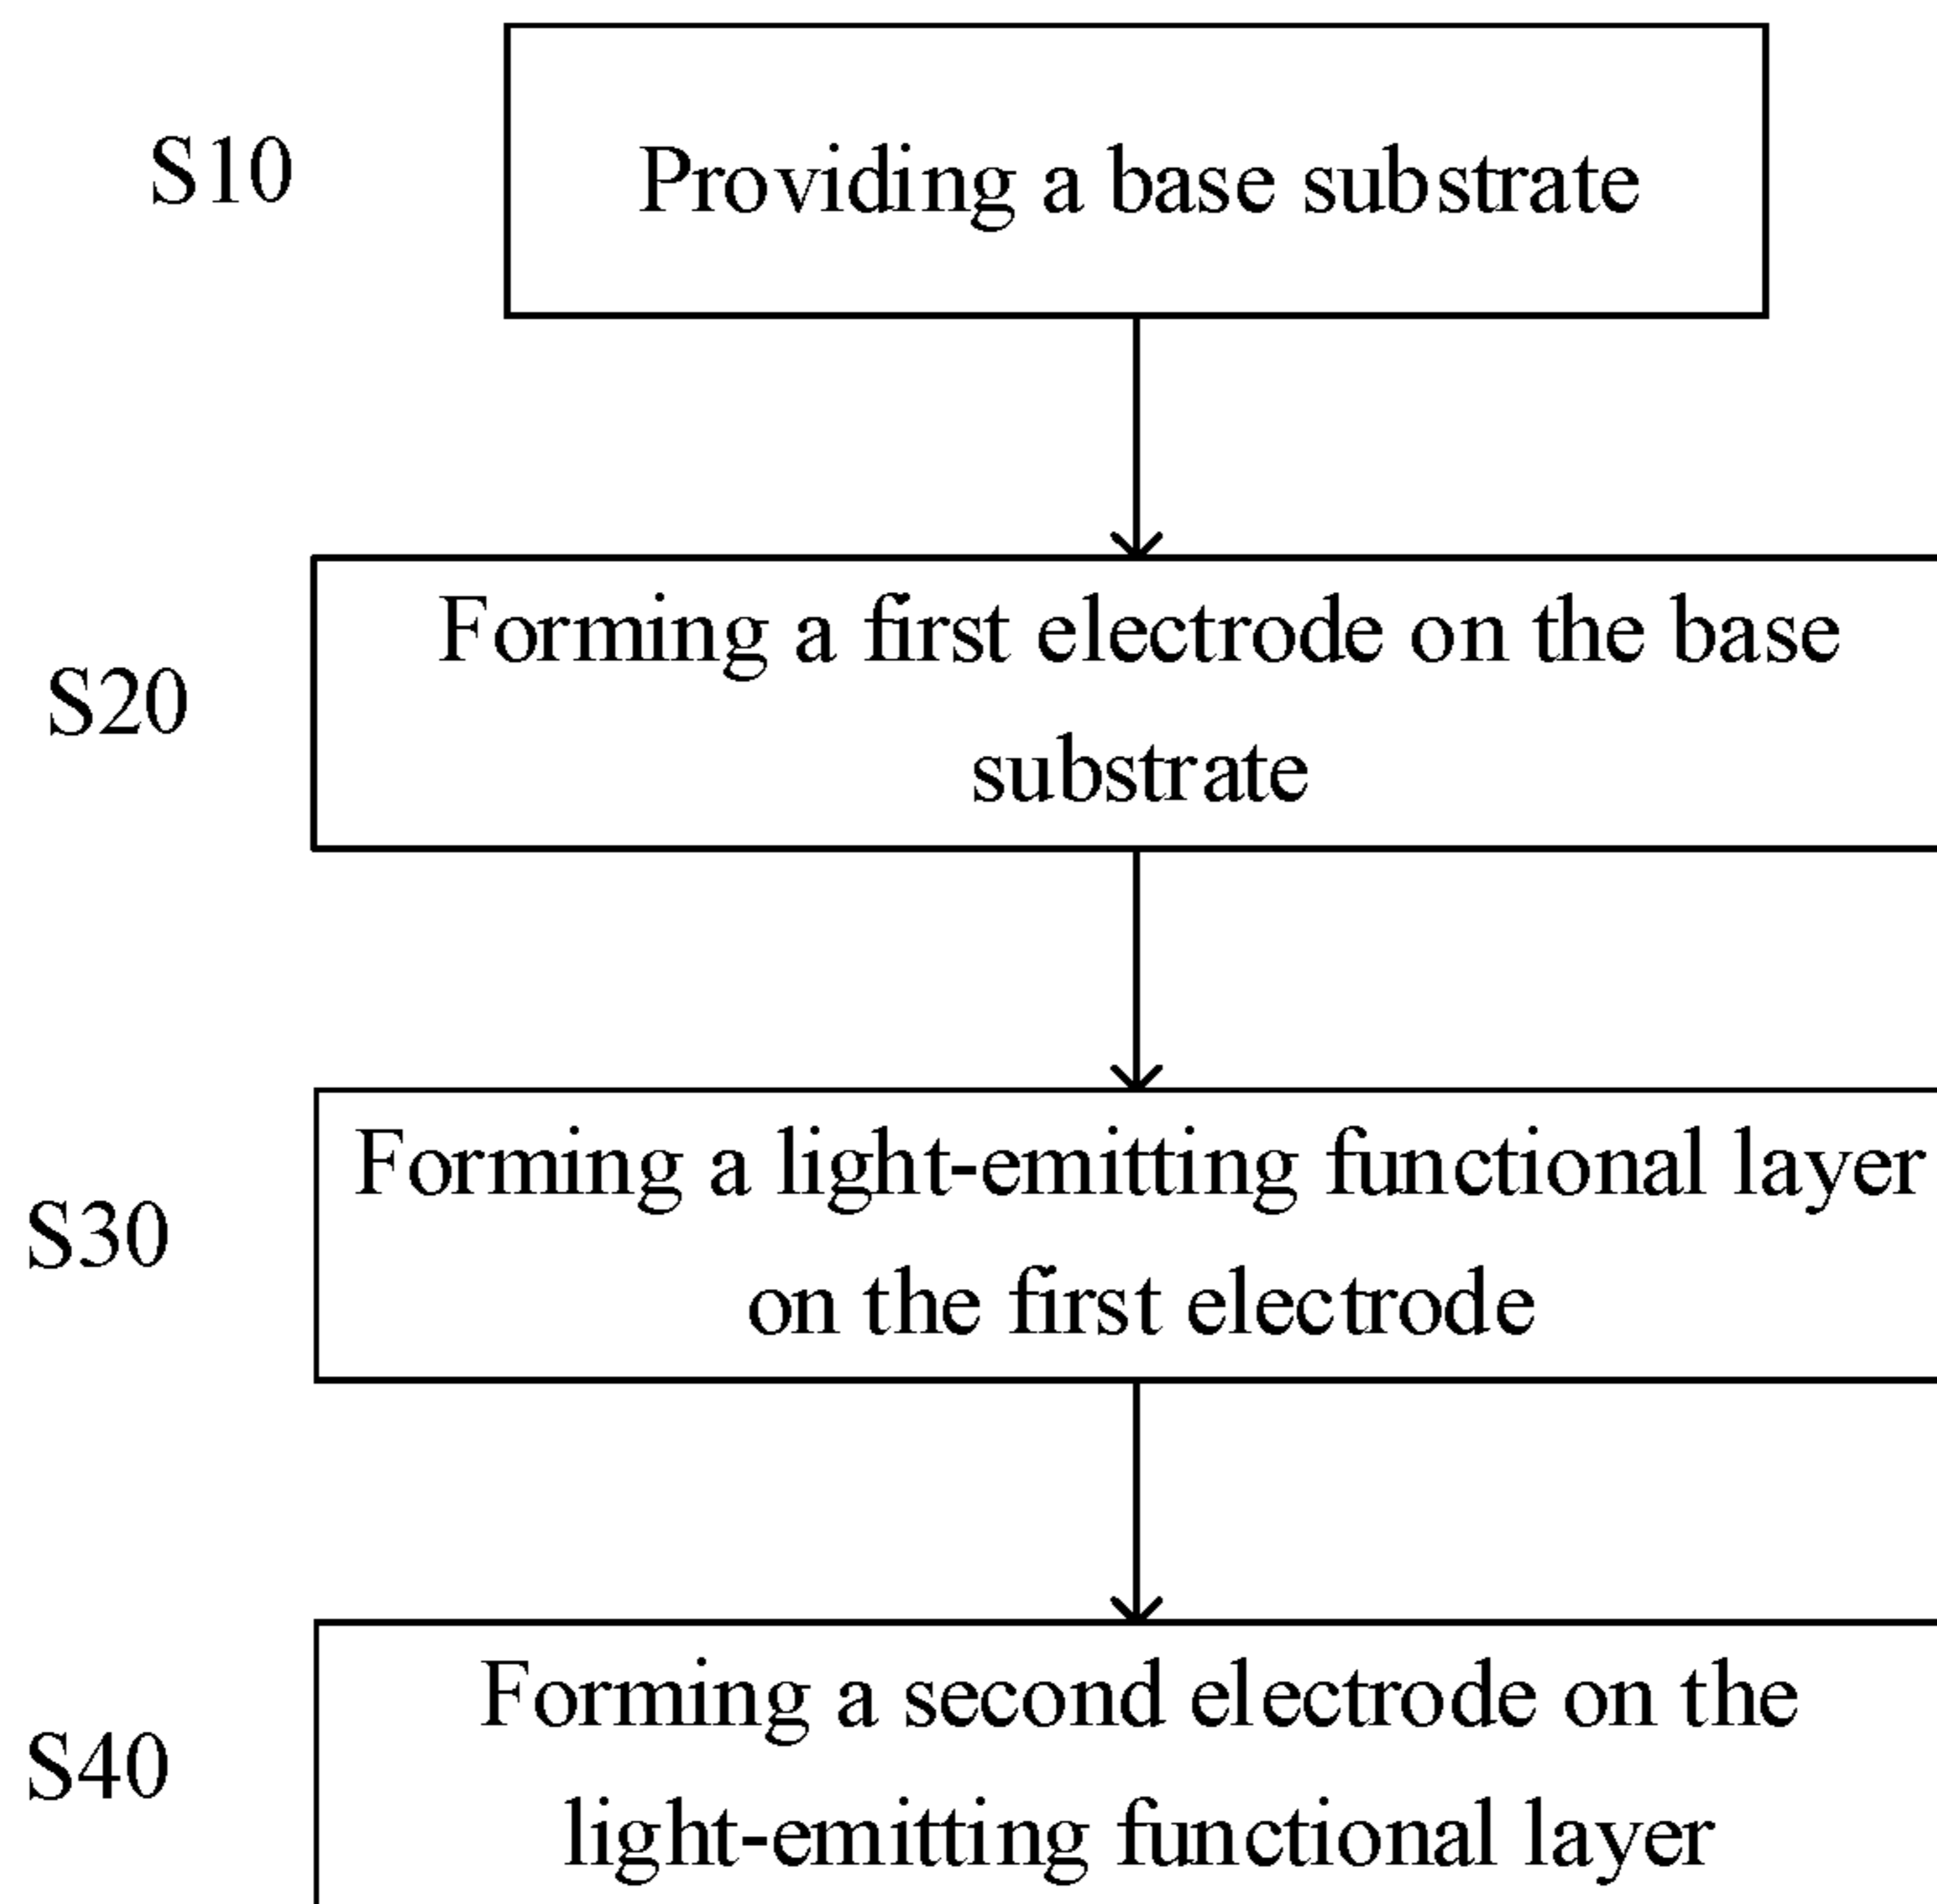 S10
Providing a base substrate
S20
Forming a first electrode on the base
substrate
S30
Forming a light-emitting functional layer
on the first electrode
S40
Forming a second electrode on the
light-emitting functional layer